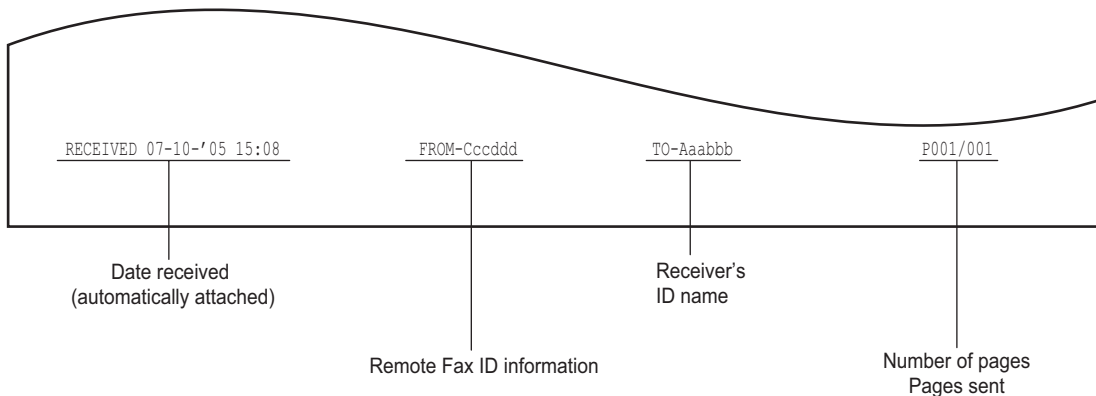 RECEIVED 07-10-'05 15:08 FROM-Cccddd TO-Aaabbb P001/001
Date received
(automatically attached)
Receiver's
ID name
Remote Fax ID information
Number of pages
Pages sent